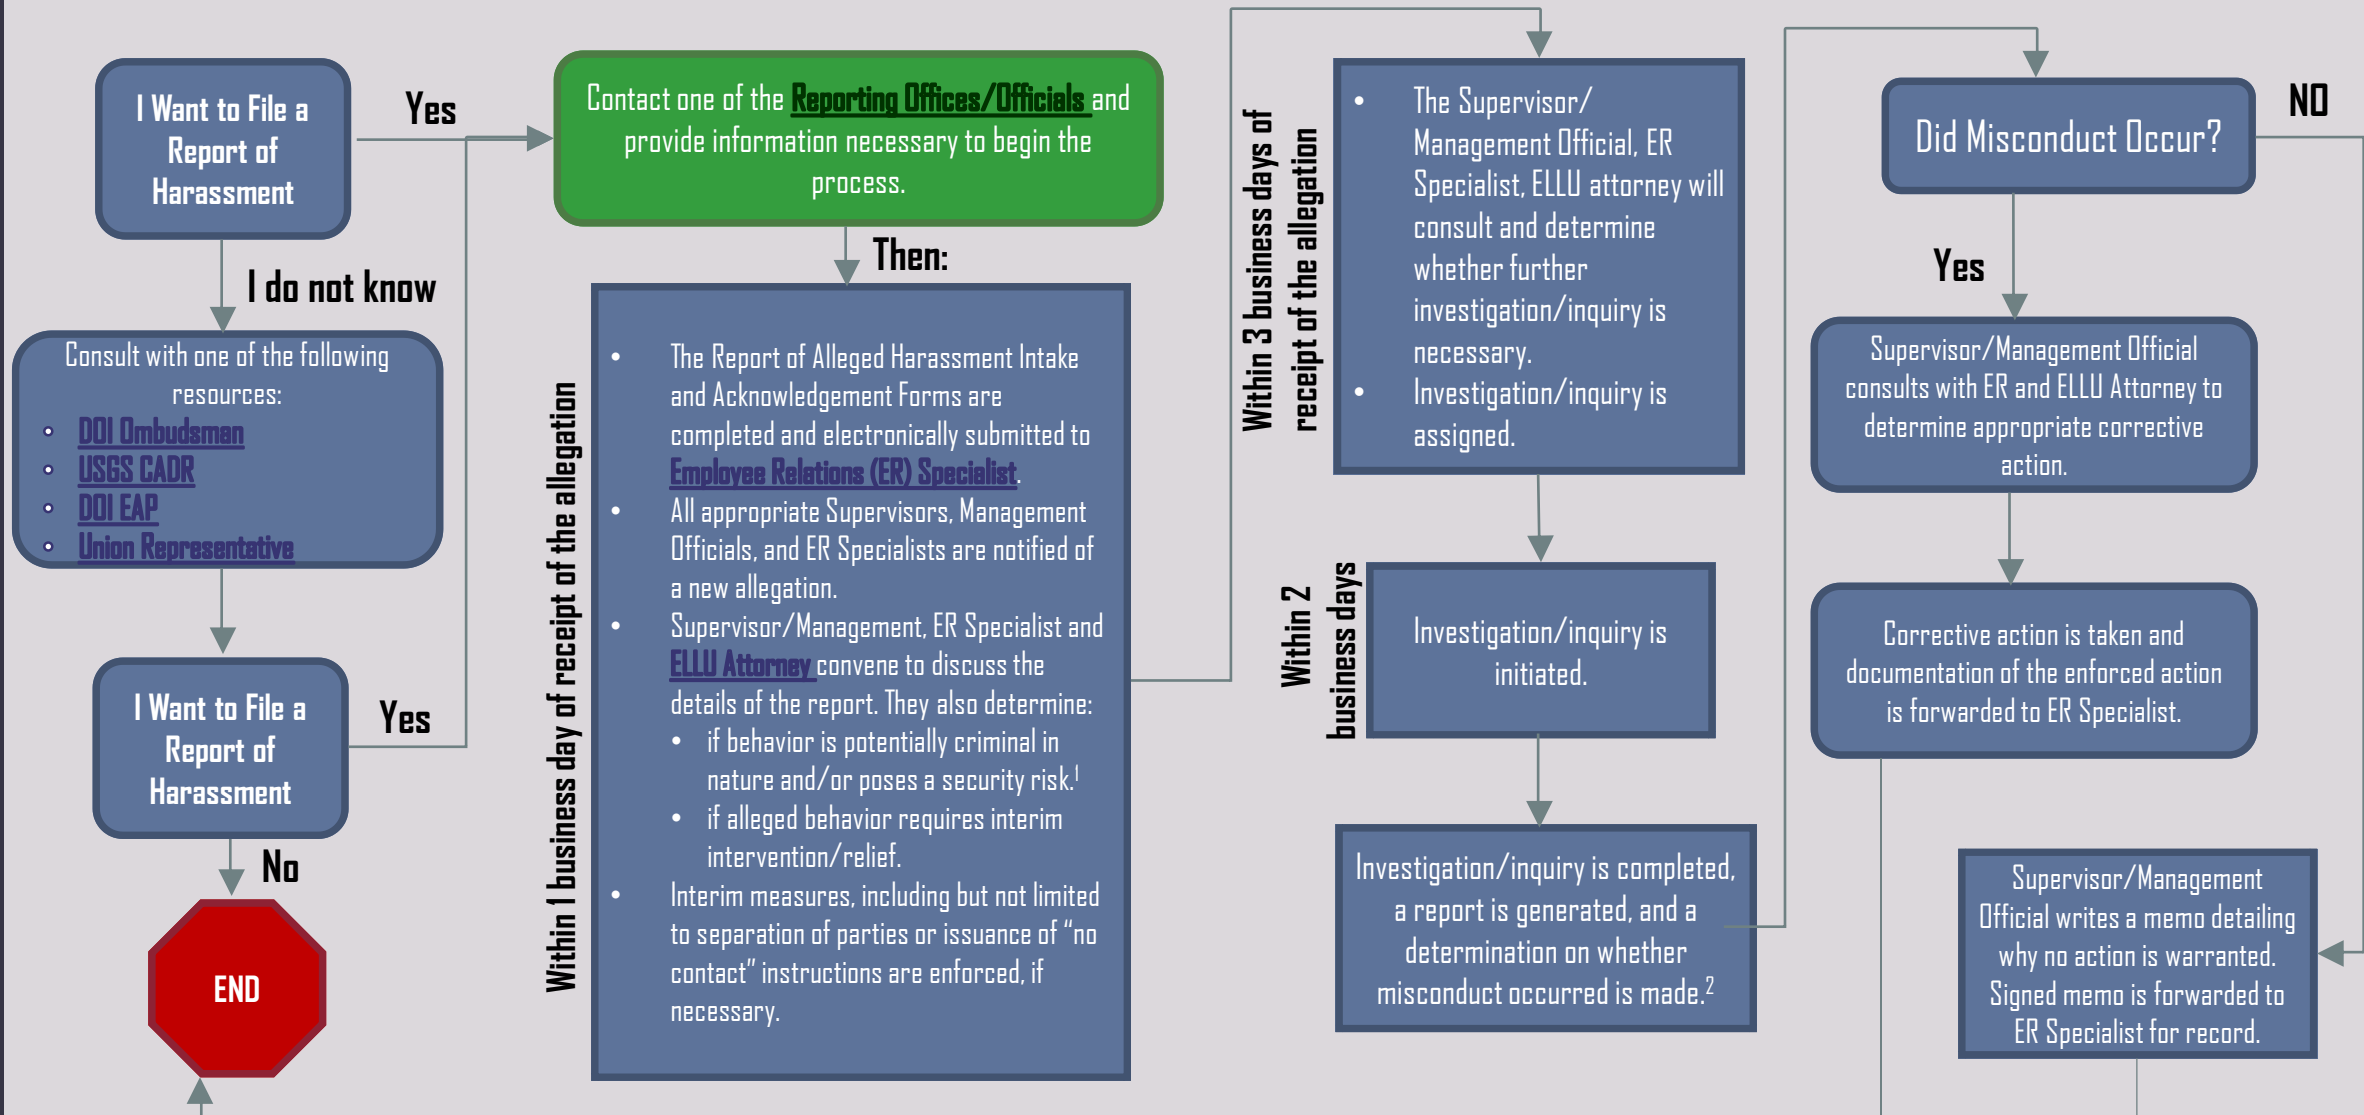 I Want to File a
Report of
Harassment
Yes
I do not know
Consult with one of the following
resources:
• DOI Ombudsman
• USGS CADR
• DOI EAP
• Union Representative
I Want to File a
Report of
Harassment
Yes
No
END
Contact one of the Reporting Offices/Officials and
provide information necessary to begin the
process.
Then:
Within 1 business day of receipt of the allegation
• The Report of Alleged Harassment Intake
and Acknowledgement Forms are
completed and electronically submitted to
Employee Relations (ER) Specialist.
• All appropriate Supervisors, Management
Officials, and ER Specialists are notified of
a new allegation.
• Supervisor/Management, ER Specialist and
ELLU Attorney convene to discuss the
details of the report. They also determine:
• if behavior is potentially criminal in
nature and/or poses a security risk.¹
• if alleged behavior requires interim
intervention/relief.
• Interim measures, including but not limited
to separation of parties or issuance of “no
contact” instructions are enforced, if
necessary.
Within 3 business days of
receipt of the allegation
• The Supervisor/
Management Official, ER
Specialist, ELLU attorney will
consult and determine
whether further
investigation/inquiry is
necessary.
• Investigation/inquiry is
assigned.
Within 2
business days
Investigation/inquiry is
initiated.
Investigation/inquiry is completed,
a report is generated, and a
determination on whether
misconduct occurred is made.²
Did Misconduct Occur?
NO
Yes
Supervisor/Management Official
consults with ER and ELLU Attorney to
determine appropriate corrective
action.
Corrective action is taken and
documentation of the enforced action
is forwarded to ER Specialist.
Supervisor/Management
Official writes a memo detailing
why no action is warranted.
Signed memo is forwarded to
ER Specialist for record.